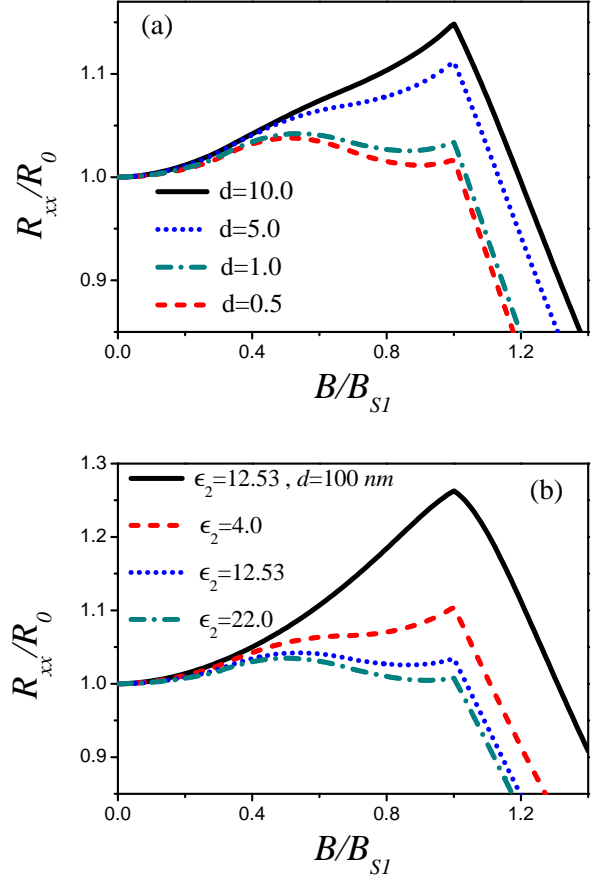 (a)
1.1
1.0
0.9
R_xx/R_0
d=10.0
d=5.0
d=1.0
d=0.5
0.0 0.4 0.8 1.2
B/B_S1
(b)
1.3
1.2
1.1
1.0
0.9
R_xx/R_0
ϵ_2=12.53 , d=100 nm
ϵ_2=4.0
ϵ_2=12.53
ϵ_2=22.0
0.0 0.4 0.8 1.2
B/B_S1